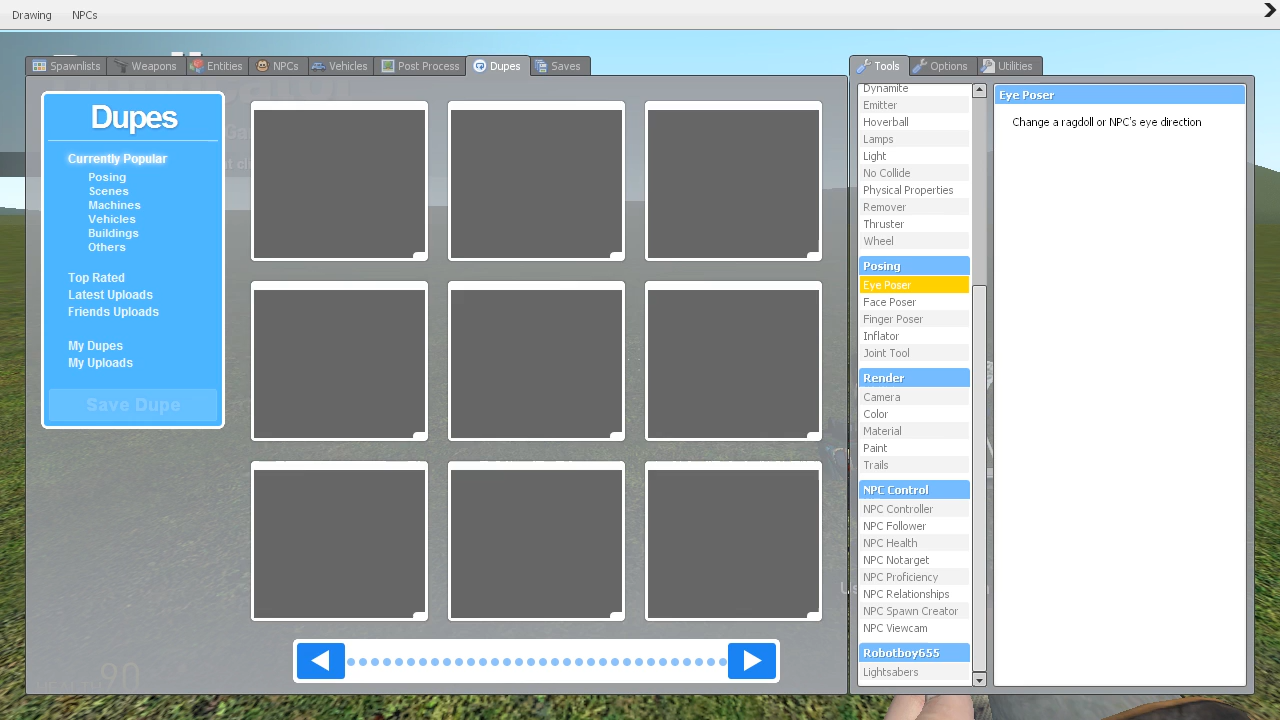 Drawing NPCs
Spawnlists Weapons Entities NPCs Vehicles Post Process Dupes Saves
Tools Options Utilities
Dupes
Currently Popular
Posing
Scenes
Machines
Vehicles
Buildings
Others
Top Rated
Latest Uploads
Friends Uploads
My Dupes
My Uploads
Save Dupe
HEALTH 90
Dynamite
Emitter
Hoverball
Lamps
Light
No Collide
Physical Properties
Remover
Thruster
Wheel
Posing
Eye Poser
Face Poser
Finger Poser
Inflator
Joint Tool
Render
Camera
Color
Material
Paint
Trails
NPC Control
NPC Controller
NPC Follower
NPC Health
NPC Notarget
NPC Proficiency
NPC Relationships
NPC Spawn Creator
NPC Viewcam
Robotboy655
Lightsabers
Eye Poser
Change a ragdoll or NPC's eye direction